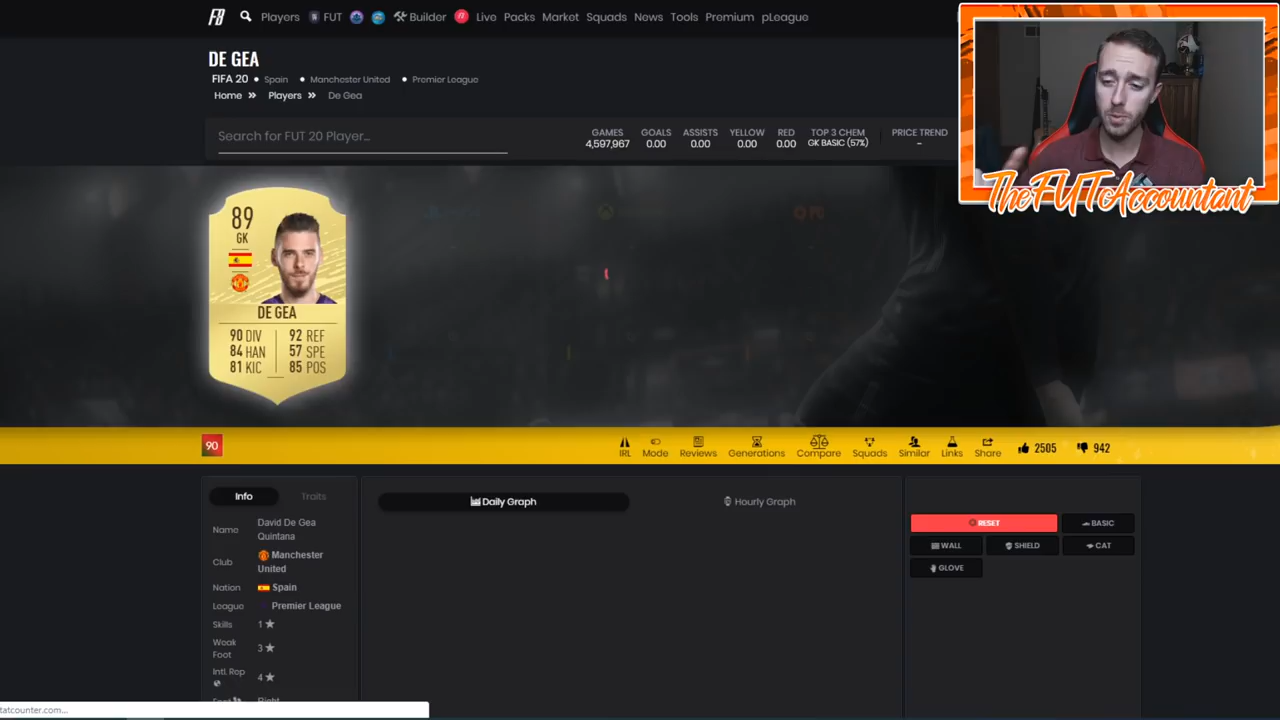 F8 Players FUT Builder Live Packs Market Squads News Tools Premium pLeague
DE GEA
FIFA 20 • Spain • Manchester United • Premier League
Home » Players » De Gea
Search for FUT 20 Player...
GAMES GOALS ASSISTS YELLOW RED TOP 3 CHEM PRICE TREND
4,597,967 0.00 0.00 0.00 0.00 GK BASIC (57%) -
TheFUTAccountant
89
GK
DE GEA
90 DIV 92 REF
84 HAN 57 SPE
81 KIC 85 POS
90 IRL Mode Reviews Generations Compare Squads Similar Links Share 2505 942
Info Traits
Daily Graph Hourly Graph
Name David De Gea
Quintana
Club Manchester
United
Nation Spain
League Premier League
Skills 1 ★
Weak
Foot 3 ★
Intl. Rep 4 ★
Right
RESET BASIC
WALL SHIELD CAT
GLOVE
tatcounter.com...